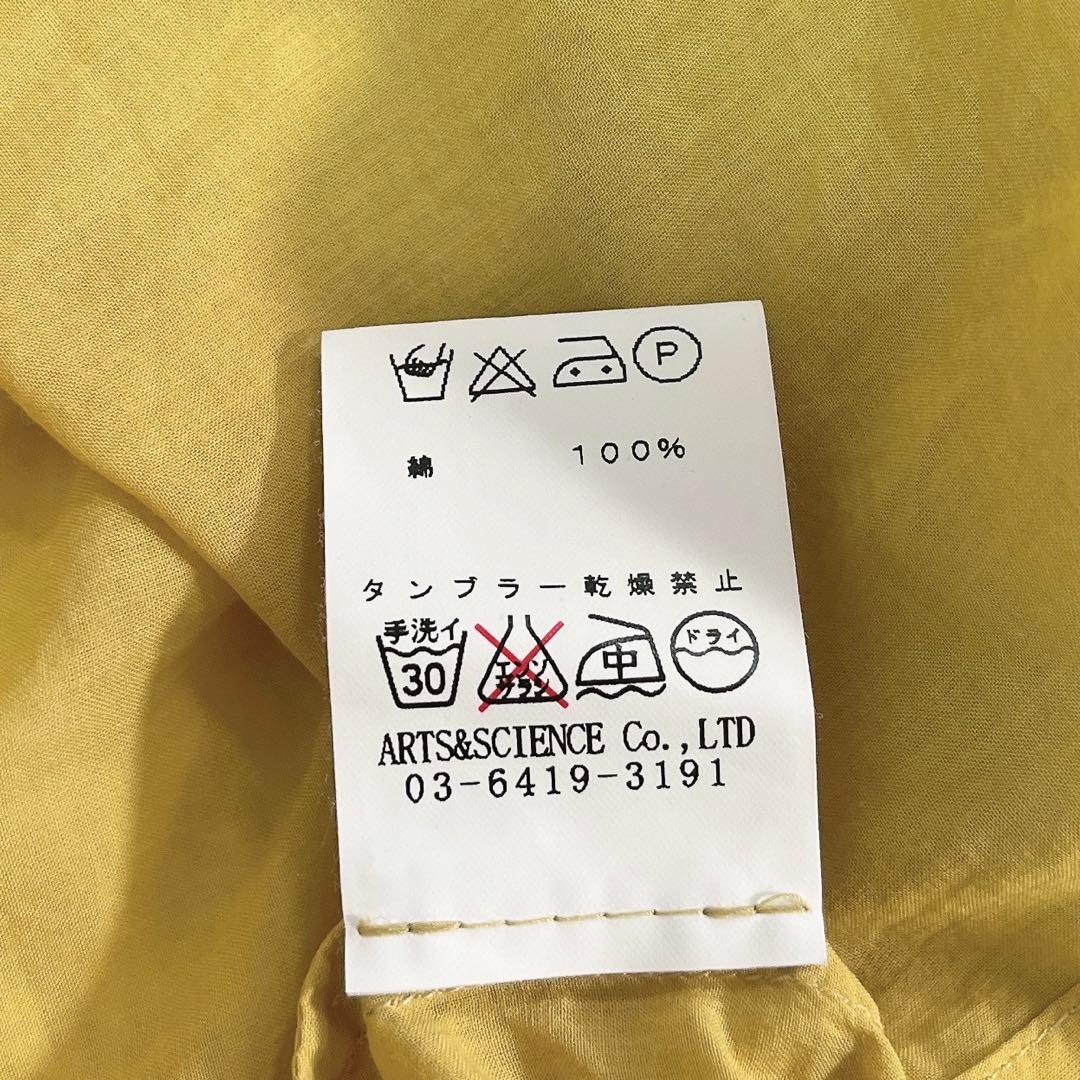 P
綿 100%
タンブラー乾燥禁止
手洗イ
30
エンソ
サラシ
中
ドライ
ARTS&SCIENCE Co.,LTD
03-6419-3191